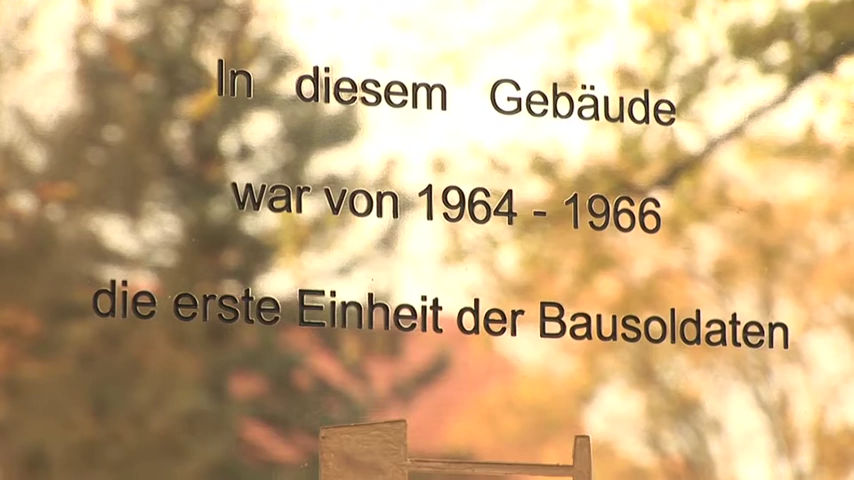 In diesem Gebäude
war von 1964 - 1966
die erste Einheit der Bausoldaten